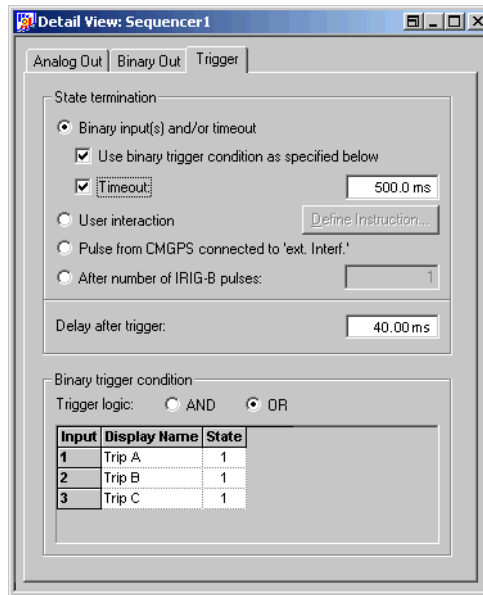 Detail View: Sequencer1
Analog Out Binary Out Trigger
State termination
Binary input(s) and/or timeout
Use binary trigger condition as specified below
Timeout: 500.0 ms
User interaction Define Instruction...
Pulse from CMGPS connected to 'ext. Interf.'
After number of IRIG-B pulses: 1
Delay after trigger: 40.00 ms
Binary trigger condition
Trigger logic: AND OR
Input Display Name State
1 Trip A 1
2 Trip B 1
3 Trip C 1